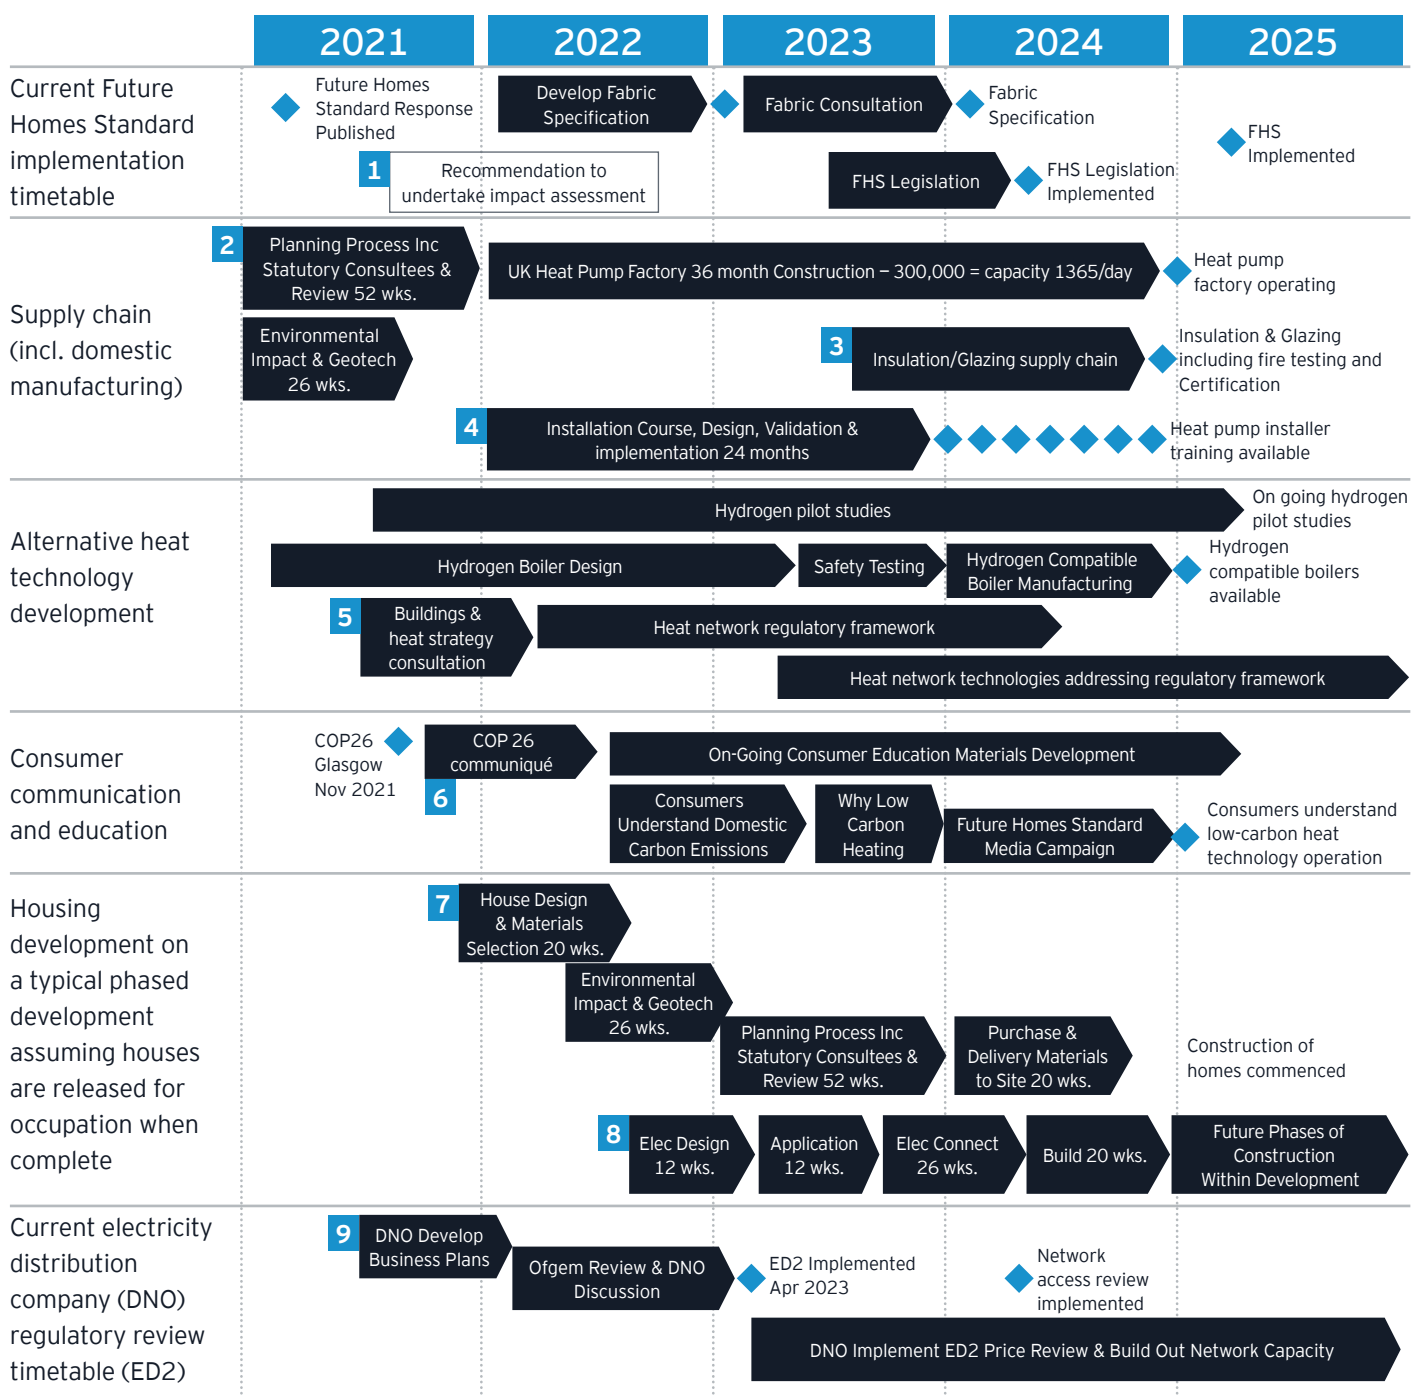 2021
2022
2023
2024
2025
Current Future
Homes Standard
implementation
timetable
Future Homes
Standard Response
Published
Develop Fabric
Specification
Fabric Consultation
Fabric
Specification
FHS
Implemented
1
Recommendation to
undertake impact assessment
FHS Legislation
FHS Legislation
Implemented
Supply chain
(incl. domestic
manufacturing)
2
Planning Process Inc
Statutory Consultees &
Review 52 wks.
UK Heat Pump Factory 36 month Construction – 300,000 = capacity 1365/day
Heat pump
factory operating
Environmental
Impact & Geotech
26 wks.
3
Insulation/Glazing supply chain
Insulation & Glazing
including fire testing and
Certification
4
Installation Course, Design, Validation &
implementation 24 months
Heat pump installer
training available
Alternative heat
technology
development
Hydrogen pilot studies
On going hydrogen
pilot studies
Hydrogen Boiler Design
Safety Testing
Hydrogen Compatible
Boiler Manufacturing
Hydrogen
compatible boilers
available
5
Buildings &
heat strategy
consultation
Heat network regulatory framework
Heat network technologies addressing regulatory framework
Consumer
communication
and education
COP26
Glasgow
Nov 2021
COP 26
communiqué
6
On-Going Consumer Education Materials Development
Consumers
Understand Domestic
Carbon Emissions
Why Low
Carbon
Heating
Future Homes Standard
Media Campaign
Consumers understand
low-carbon heat
technology operation
Housing
development on
a typical phased
development
assuming houses
are released for
occupation when
complete
7
House Design
& Materials
Selection 20 wks.
Environmental
Impact & Geotech
26 wks.
Planning Process Inc
Statutory Consultees &
Review 52 wks.
Purchase &
Delivery Materials
to Site 20 wks.
Construction of
homes commenced
8
Elec Design
12 wks.
Application
12 wks.
Elec Connect
26 wks.
Build 20 wks.
Future Phases of
Construction
Within Development
Current electricity
distribution
company (DNO)
regulatory review
timetable (ED2)
9
DNO Develop
Business Plans
Ofgem Review & DNO
Discussion
ED2 Implemented
Apr 2023
Network
access review
implemented
DNO Implement ED2 Price Review & Build Out Network Capacity